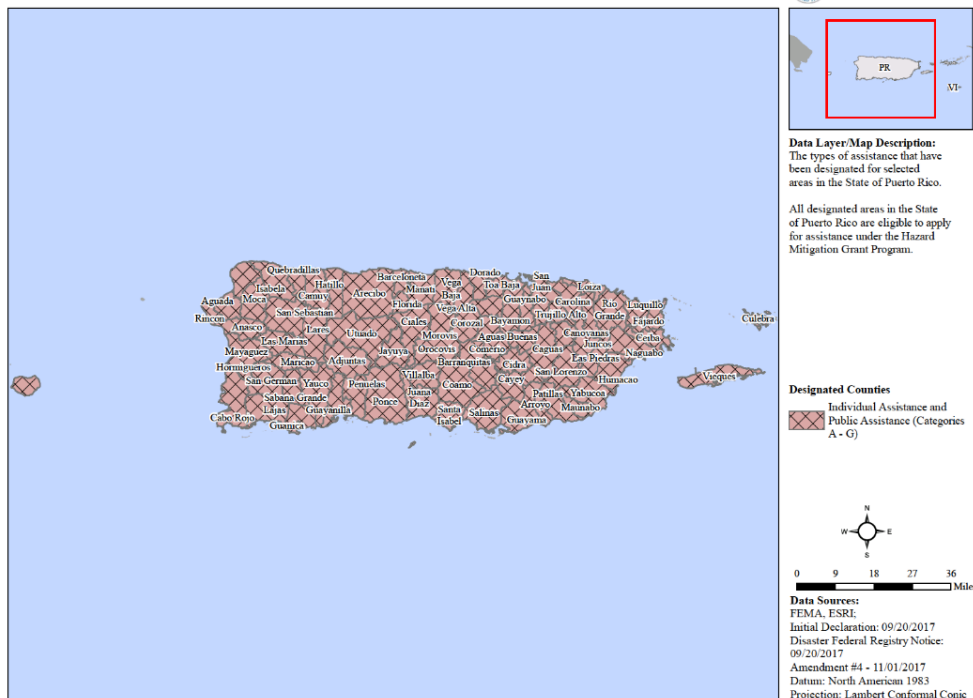 PR
VI
Data Layer/Map Description:
The types of assistance that have
been designated for selected
areas in the State of Puerto Rico.
All designated areas in the State
of Puerto Rico are eligible to apply
for assistance under the Hazard
Mitigation Grant Program.
Quebradillas
Isabela
Hatillo
Camuy
Barceloneta
Manati
Arecibo
Vega
Baja
Dorado
Toa Baja
San
Juan
Loiza
Aguada
Moca
San Sebastian
Florida
Vega Alta
Guaynabo
Carolina
Rio
Grande
Luquillo
Rincon
Anasco
Lares
Utuado
Ciales
Corozal
Bayamon
Trujillo Alto
Fajardo
Culebra
Las Marias
Morovis
Aguas Buenas
Canovanas
Ceiba
Mayaguez
Maricao
Adjuntas
Jayuya
Orocovis
Comerio
Caguas
Juncos
Naguabo
Hormigueros
Barranquitas
Cidra
Las Piedras
San German
Yauco
Penuelas
Villalba
Coamo
Cayey
San Lorenzo
Humacao
Vieques
Sabana Grande
Ponce
Juana
Diaz
Patillas
Yabucoa
Cabo Rojo
Lajas
Guayanilla
Guanica
Santa
Isabel
Salinas
Arroyo
Guayama
Maunabo
Designated Counties
Individual Assistance and
Public Assistance (Categories
A - G)
N
W
E
S
0 9 18 27 36
Mile
Data Sources:
FEMA, ESRI;
Initial Declaration: 09/20/2017
Disaster Federal Registry Notice:
09/20/2017
Amendment #4 - 11/01/2017
Datum: North American 1983
Projection: Lambert Conformal Conic